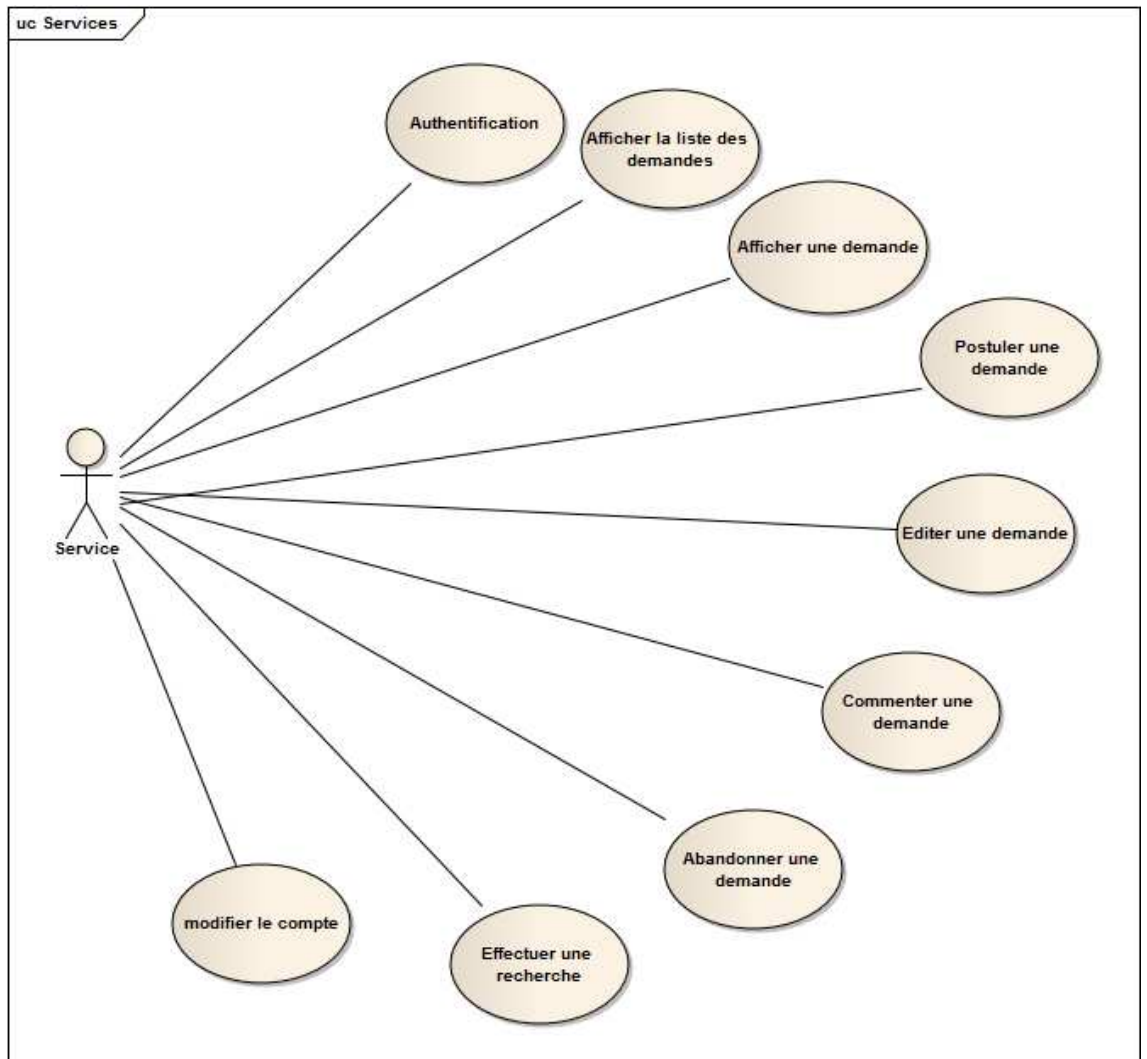 uc Services
Authentification
Afficher la liste des
demandes
Afficher une demande
Postuler une
demande
Editer une demande
Service
Commenter une
demande
Abandonner une
demande
modifier le compte
Effectuer une
recherche